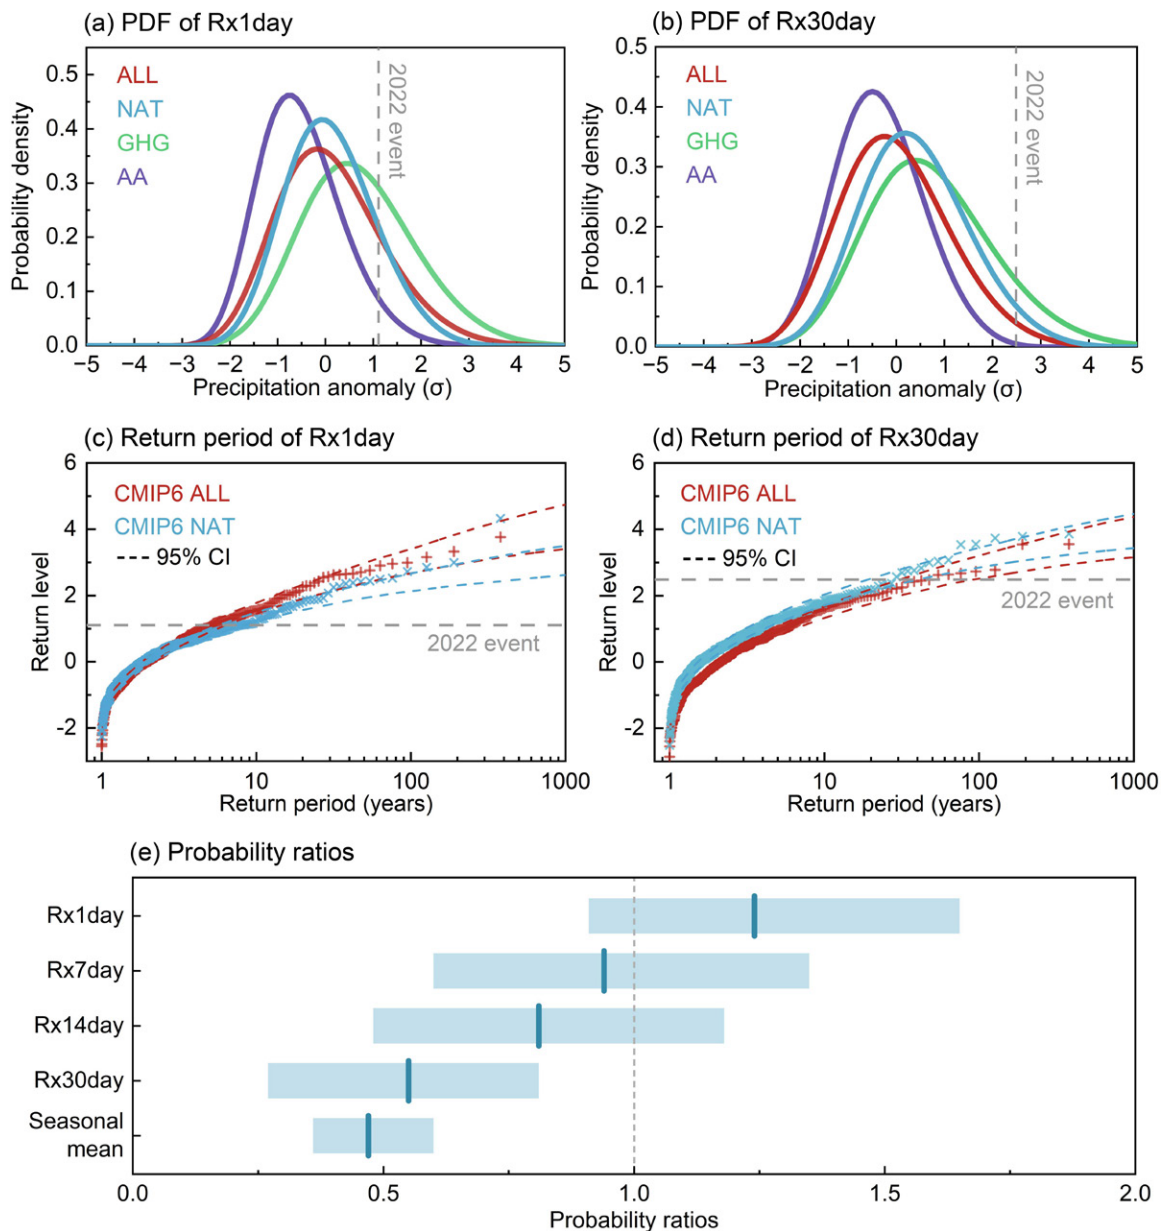 (a) PDF of Rx1day
(b) PDF of Rx30day
0.5
0.4
0.3
0.2
0.1
0.0
Probability density
ALL
NAT
GHG
AA
2022 event
−5 −4 −3 −2 −1 0 1 2 3 4 5
Precipitation anomaly (σ)
0.5
0.4
0.3
0.2
0.1
0.0
Probability density
ALL
NAT
GHG
AA
2022 event
−5 −4 −3 −2 −1 0 1 2 3 4 5
Precipitation anomaly (σ)
(c) Return period of Rx1day
(d) Return period of Rx30day
6
4
2
0
-2
Return level
CMIP6 ALL
CMIP6 NAT
95% CI
2022 event
1 10 100 1000
Return period (years)
6
4
2
0
-2
Return level
CMIP6 ALL
CMIP6 NAT
95% CI
2022 event
1 10 100 1000
Return period (years)
(e) Probability ratios
Rx1day
Rx7day
Rx14day
Rx30day
Seasonal
mean
0.0 0.5 1.0 1.5 2.0
Probability ratios